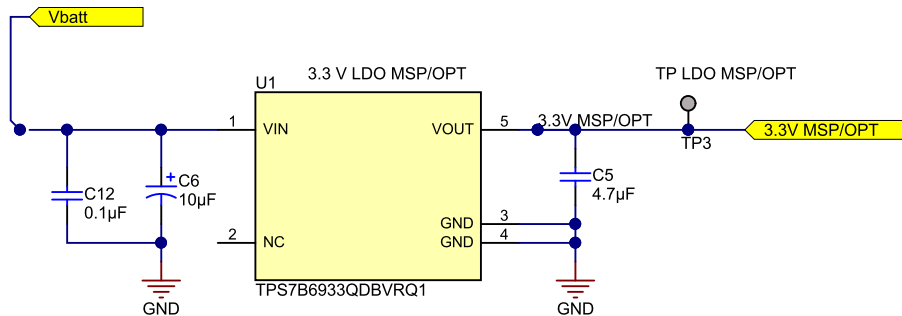 Vbatt
3.3 V LDO MSP/OPT
TP LDO MSP/OPT
U1
1
VIN
VOUT
5
3.3V MSP/OPT
TP3
3.3V MSP/OPT
C12
0.1µF
C6
10µF
C5
4.7µF
GND
3
2
NC
GND
4
TPS7B6933QDBVRQ1
GND
GND